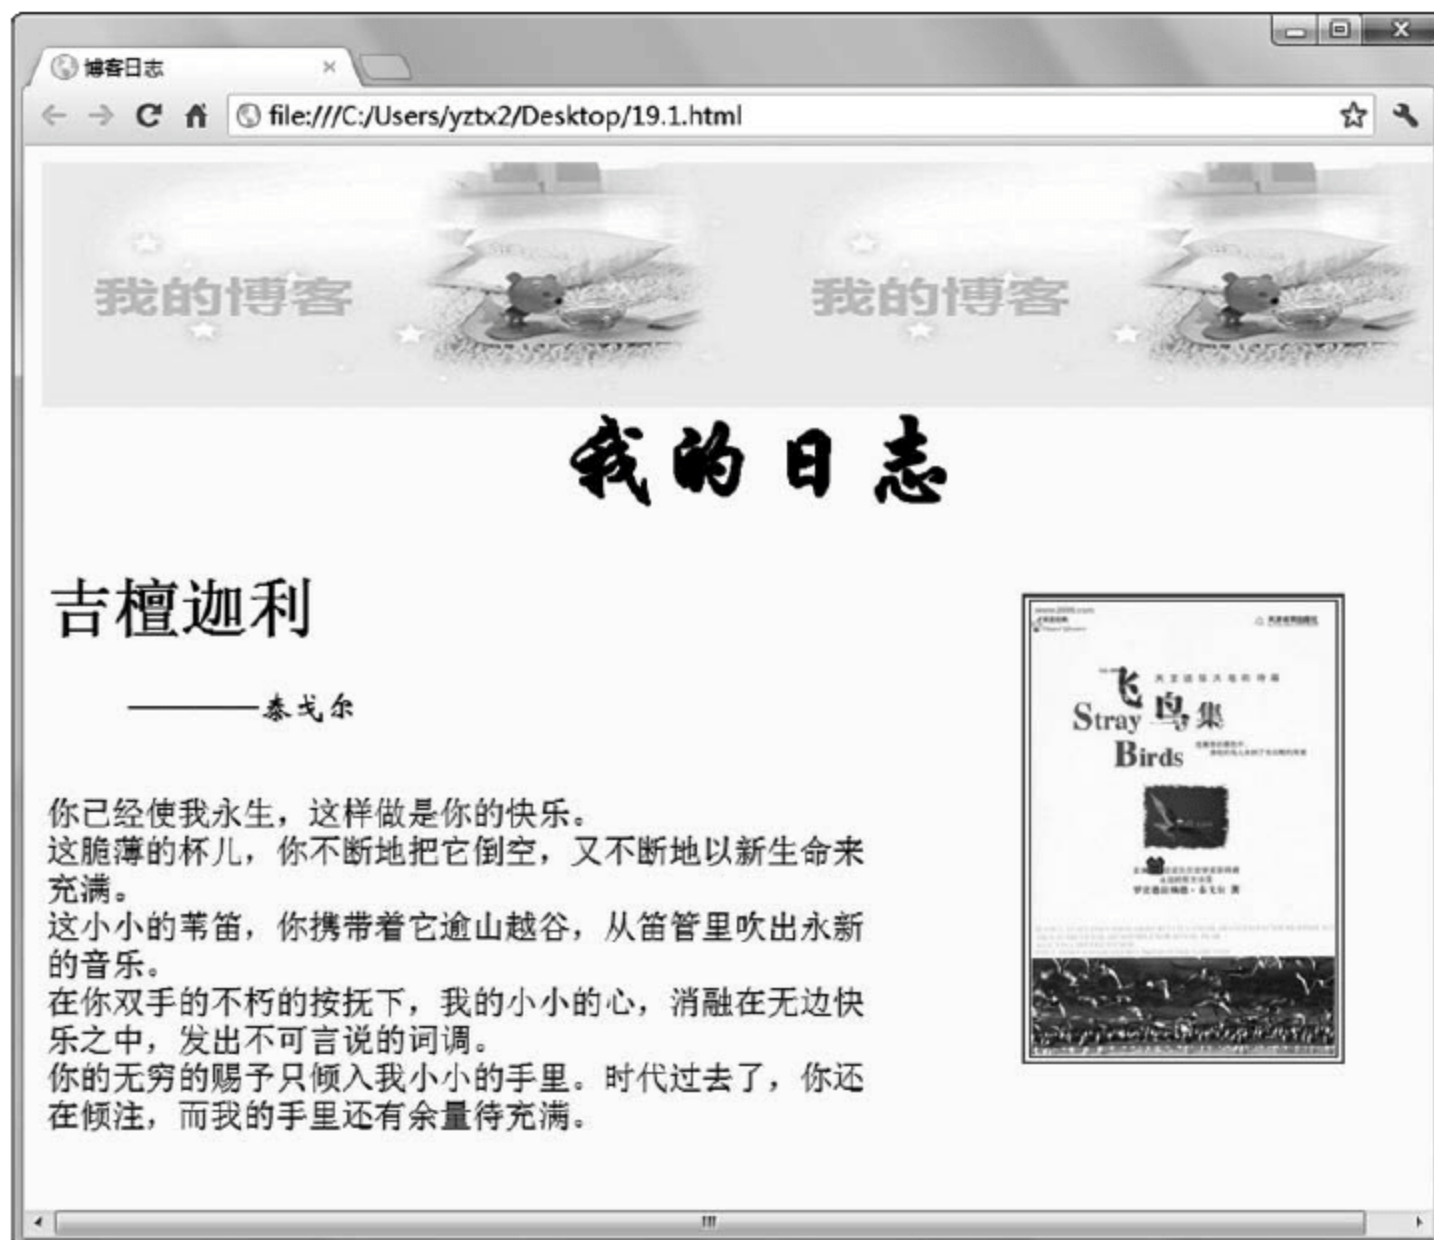 博客日志
file:///C:/Users/yztx2/Desktop/19.1.html
我的博客
我的博客
我的日志
吉檀迦利
————泰戈尔
你已经使我永生，这样做是你的快乐。
这脆薄的杯儿，你不断地把它倒空，又不断地以新生命来
充满。
这小小的苇笛，你携带着它逾山越谷，从笛管里吹出永新
的音乐。
在你双手的不朽的按抚下，我的小小的心，消融在无边快
乐之中，发出不可言说的词调。
你的无穷的赐予只倾入我小小的手里。时代过去了，你还
在倾注，而我的手里还有余量待充满。
飞鸟集
Stray
Birds